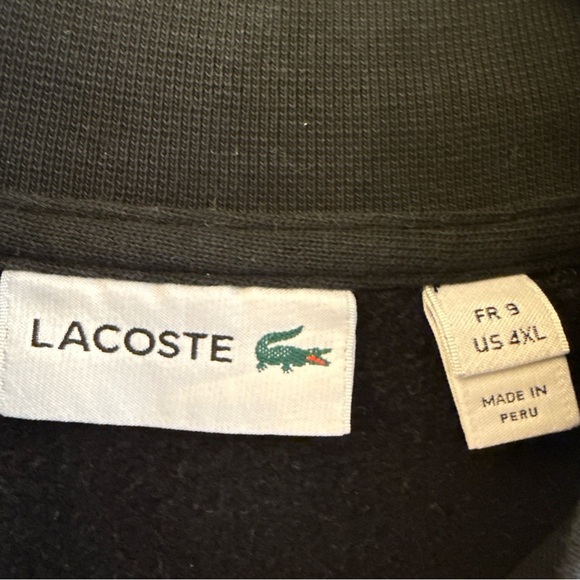 LACOSTE
FR 9
US 4XL
MADE IN
PERU